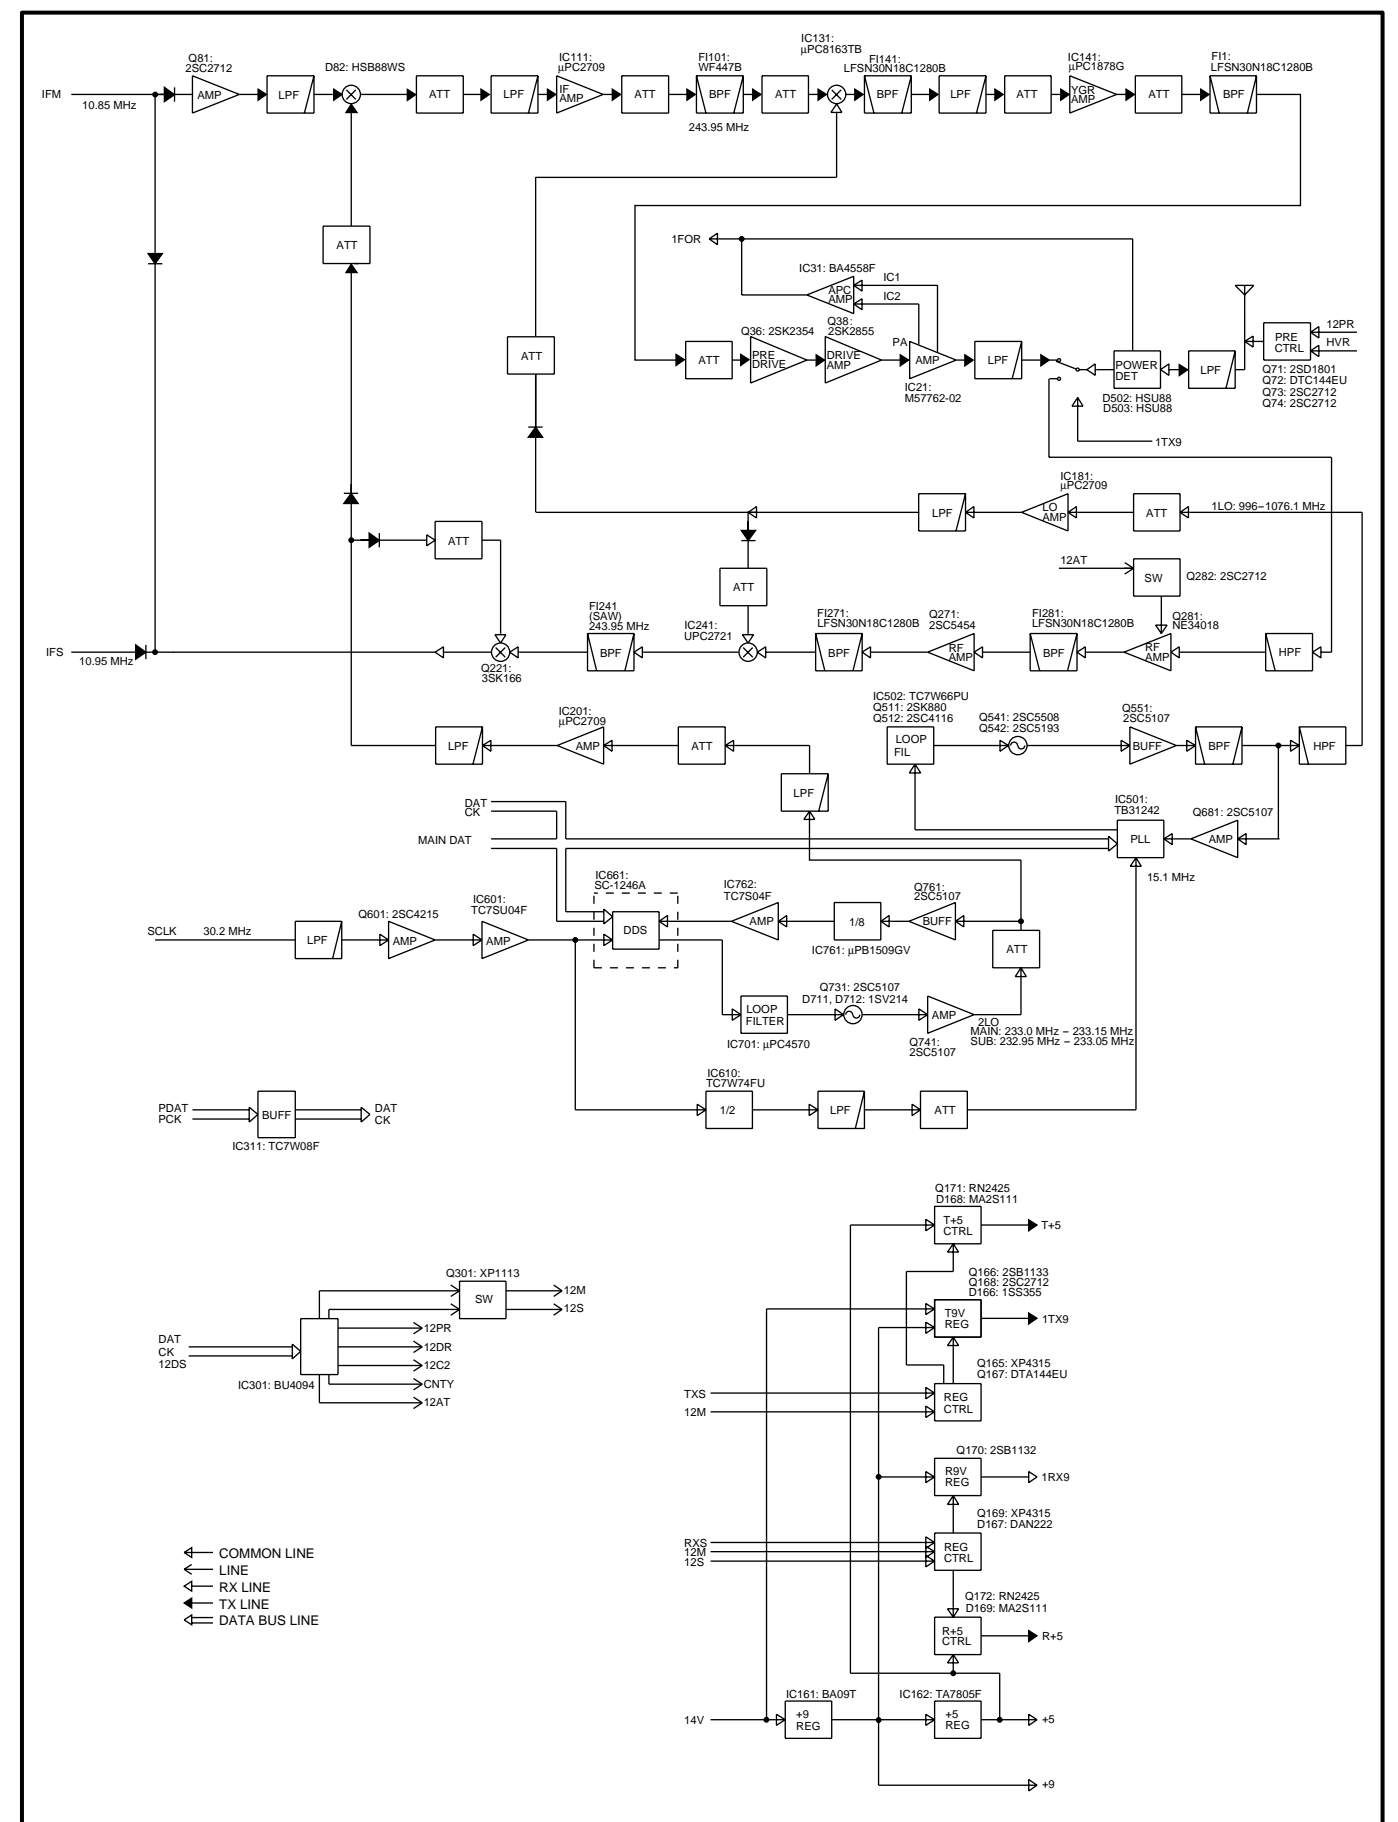 IFM
10.85 MHz
Q81:
2SC2712
AMP
LPF
D82: HSB88WS
ATT
LPF
IC111:
µPC2709
IF
AMP
ATT
FI101:
WF447B
BPF
243.95 MHz
ATT
IC131:
µPC8163TB
FI141:
LFSN30N18C1280B
BPF
LPF
ATT
IC141:
µPC1878G
YGR
AMP
ATT
FI1:
LFSN30N18C1280B
BPF
ATT
1FOR
IC31: BA4558F
APC
AMP
IC1
IC2
ATT
ATT
Q36: 2SK2354
PRE
DRIVE
Q38:
2SK2855
DRIVE
AMP
PA
AMP
IC21:
M57762-02
LPF
POWER
DET
D502: HSU88
D503: HSU88
LPF
PRE
CTRL
12PR
HVR
Q71: 2SD1801
Q72: DTC144EU
Q73: 2SC2712
Q74: 2SC2712
1TX9
LPF
IC181:
µPC2709
LO
AMP
ATT
1LO: 996–1076.1 MHz
ATT
ATT
12AT
SW
Q282: 2SC2712
IFS
10.95 MHz
Q221:
3SK166
FI241
(SAW)
243.95 MHz
BPF
IC241:
UPC2721
FI271:
LFSN30N18C1280B
BPF
Q271:
2SC5454
RF
AMP
FI281:
LFSN30N18C1280B
BPF
Q281:
NE34018
RF
AMP
HPF
LPF
IC201:
µPC2709
AMP
ATT
LPF
IC502: TC7W66PU
Q511: 2SK880
Q512: 2SC4116
LOOP
FIL
Q541: 2SC5508
Q542: 2SC5193
Q551:
2SC5107
BUFF
BPF
HPF
DAT
CK
MAIN DAT
IC501:
TB31242
PLL
Q681: 2SC5107
AMP
15.1 MHz
SCLK
30.2 MHz
LPF
Q601: 2SC4215
AMP
IC601:
TC7SU04F
AMP
IC661:
SC-1246A
DDS
IC762:
TC7S04F
AMP
1/8
IC761: µPB1509GV
Q761:
2SC5107
BUFF
ATT
LOOP
FILTER
IC701: µPC4570
Q731: 2SC5107
D711, D712: 1SV214
AMP
Q741:
2SC5107
2LO
MAIN: 233.0 MHz – 233.15 MHz
SUB: 232.95 MHz – 233.05 MHz
IC610:
TC7W74FU
1/2
LPF
ATT
PDAT
PCK
BUFF
DAT
CK
IC311: TC7W08F
Q171: RN2425
D168: MA2S111
T+5
CTRL
T+5
Q166: 2SB1133
Q168: 2SC2712
D166: 1SS355
T9V
REG
1TX9
Q165: XP4315
Q167: DTA144EU
TXS
12M
REG
CTRL
Q301: XP1113
SW
12M
12S
DAT
CK
12DS
IC301: BU4094
12PR
12DR
12C2
CNTY
12AT
Q170: 2SB1132
R9V
REG
1RX9
Q169: XP4315
D167: DAN222
RXS
12M
12S
REG
CTRL
Q172: RN2425
D169: MA2S111
R+5
CTRL
R+5
COMMON LINE
LINE
RX LINE
TX LINE
DATA BUS LINE
14V
IC161: BA09T
+9
REG
IC162: TA7805F
+5
REG
+5
+9